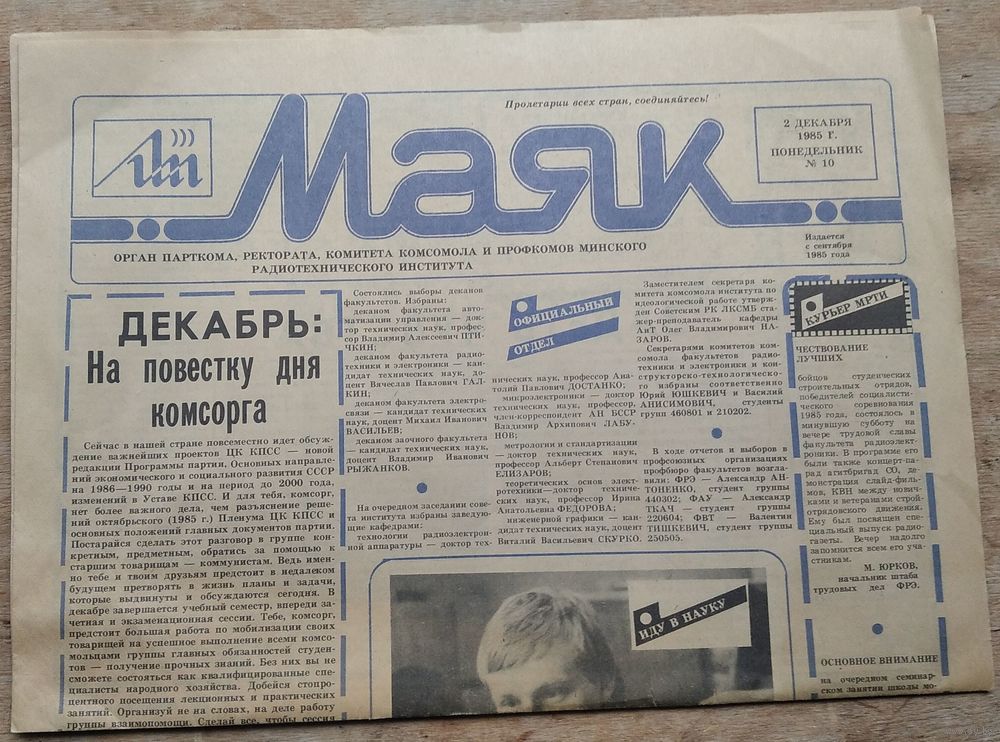 Пролетарии всех стран, соединяйтесь!
Маяк
2 ДЕКАБРЯ
1985 Г.
ПОНЕДЕЛЬНИК
№ 10
ОРГАН ПАРТКОМА, РЕКТОРАТА, КОМИТЕТА КОМСОМОЛА И ПРОФКОМОВ МИНСКОГО
РАДИОТЕХНИЧЕСКОГО ИНСТИТУТА
Издается
с сентября
1985 года
ДЕКАБРЬ:
На повестку дня
комсорга
Сейчас в нашей стране повсеместно идет обсуж-
дение важнейших проектов ЦК КПСС — новой
редакции Программы партии, Основных направле-
ний экономического и социального развития СССР
на 1986—1990 годы и на период до 2000 года,
изменений в Уставе КПСС. И для тебя, комсорг,
нет более важного дела, чем разъяснение реше-
ний октябрьского (1985 г.) Пленума ЦК КПСС и
основных положений главных документов партии.
Постарайся сделать этот разговор в группе кон-
кретным, предметным, обратись за помощью к
старшим товарищам — коммунистам. Ведь имен-
но тебе и твоим друзьям предстоит в недалеком
будущем претворять в жизнь планы и задачи,
которые выдвинуты и обсуждаются сегодня. В
декабре завершается учебный семестр, впереди за-
четная и экзаменационная сессии. Тебе, комсорг,
предстоит большая работа по мобилизации своих
товарищей на успешное выполнение всеми комсо-
мольцами группы главных обязанностей студен-
тов — получение прочных знаний. Без них вы не
сможете состояться как квалифицированные спе-
циалисты народного хозяйства. Добейся стопро-
центного посещения лекционных и практических
занятий. Организуй не на словах, на деле работу
группы взаимопомощи. Сделай все, чтобы сессия
Состоялись выборы деканов
факультетов. Избраны:
деканом факультета авто-
матизации управления — док-
тор технических наук, профес-
сор Владимир Алексеевич ПТИ-
ЧКИН;
деканом факультета радио-
техники и электроники — кан-
дидат технических наук, до-
цент Вячеслав Павлович ГАЛ-
КИН;
деканом факультета электро-
связи — кандидат технических
наук, доцент Михаил Иванович
ВАСИЛЬЕВ;
деканом заочного факультета
— кандидат технических наук,
доцент Владимир Иванович
РЫЖАНКОВ.
На очередном заседании сове-
та института избраны заведую-
щие кафедрами:
технологии радиоэлектрон-
ной аппаратуры — доктор тех-
ОФИЦИАЛЬНЫЙ
ОТДЕЛ
нических наук, профессор Ана-
толий Павлович ДОСТАНКО;
микроэлектроники — доктор
технических наук, профессор,
член-корреспондент АН БССР
Владимир Архипович ЛАБУ-
НОВ;
метрологии и стандартизации
— доктор технических наук,
профессор Альберт Степанович
ЕЛИЗАРОВ;
теоретических основ элект-
ротехники—доктор техниче-
ских наук, профессор Ирина
Анатольевна ФЕДОРОВА;
инженерной графики — кан-
дидат технических наук, доцент
Виталий Васильевич СКУРКО.
Заместителем секретаря ко-
митета комсомола института по
идеологической работе утверж-
ден Советским РК ЛКСМБ ста-
жер-преподаватель кафедры
АиТ Олег Владимирович НА-
ЗАРОВ.
Секретарями комитетов ком-
сомола факультетов радио-
техники и электроники и кон-
структорско-технологическо-
го избраны соответственно
Юрий ЮШКЕВИЧ и Василий
АНИСИМОВИЧ, студенты
групп 460801 и 210202.
В ходе отчетов и выборов в
профсоюзных организациях
профбюро факультетов возгла-
вили: ФРЭ — Александр АН-
ТОНЕНКО, студент группы
440302; ФАУ — Александр
ТКАЧ — студент группы
220604; ФВТ — Валентин
ТИШКЕВИЧ, студент группы
250505.
ИДУ В НАУКУ
КУРЬЕР МРТИ
ЧЕСТВОВАНИЕ
ЛУЧШИХ
бойцов студенческих
строительных отрядов,
победителей социалисти-
ческого соревнования
1985 года, состоялось в
минувшую субботу на
вечере трудовой славы
факультета радиоэлект-
роники. В программе его
были также концерт-па-
рад агитбригад СО, де-
монстрация слайд-филь-
мов, КВН между нович-
ками и ветеранами строй-
отрядовского движения.
Ему был посвящен спе-
циальный выпуск радио-
газеты. Вечер надолго
запомнится всем его уча-
стникам.
М. ЮРКОВ,
начальник штаба
трудовых дел ФРЭ.
ОСНОВНОЕ ВНИМАНИЕ
на очередном семинар-
ском занятии школы мо-